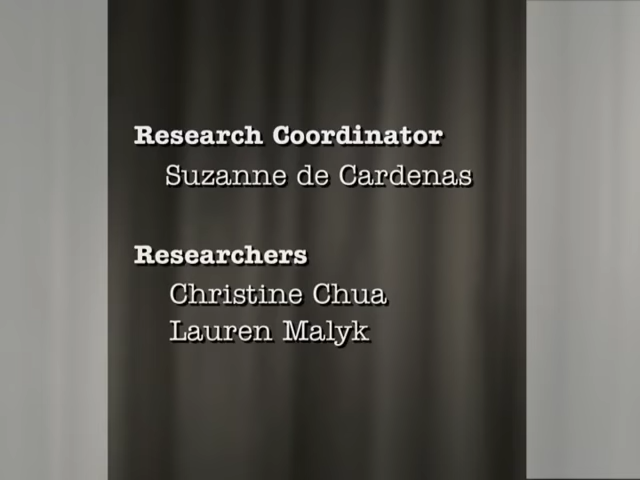 Research Coordinator
Suzanne de Cardenas
Researchers
Christine Chua
Lauren Malyk